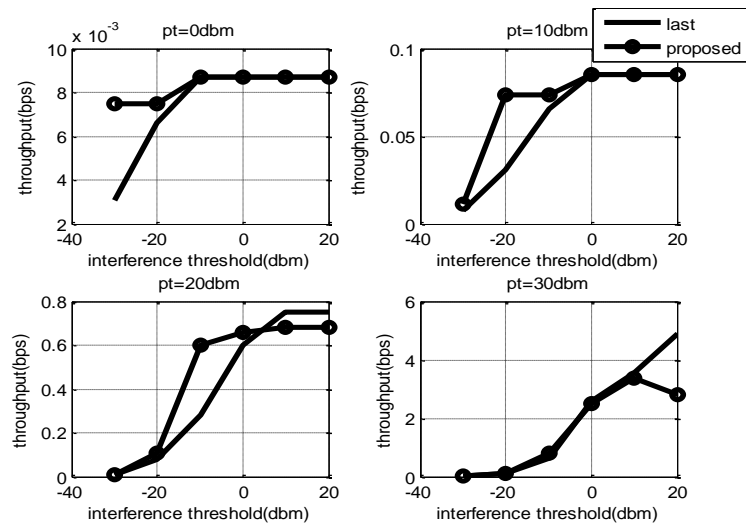 x 10⁻³
pt=0dbm
10
8
6
4
2
throughput(bps)
-40 -20 0 20
interference threshold(dbm)
pt=10dbm
last
proposed
0.1
0.05
0
throughput(bps)
-40 -20 0 20
interference threshold(dbm)
pt=20dbm
0.8
0.6
0.4
0.2
0
throughput(bps)
-40 -20 0 20
interference threshold(dbm)
pt=30dbm
6
4
2
0
throughput(bps)
-40 -20 0 20
interference threshold(dbm)